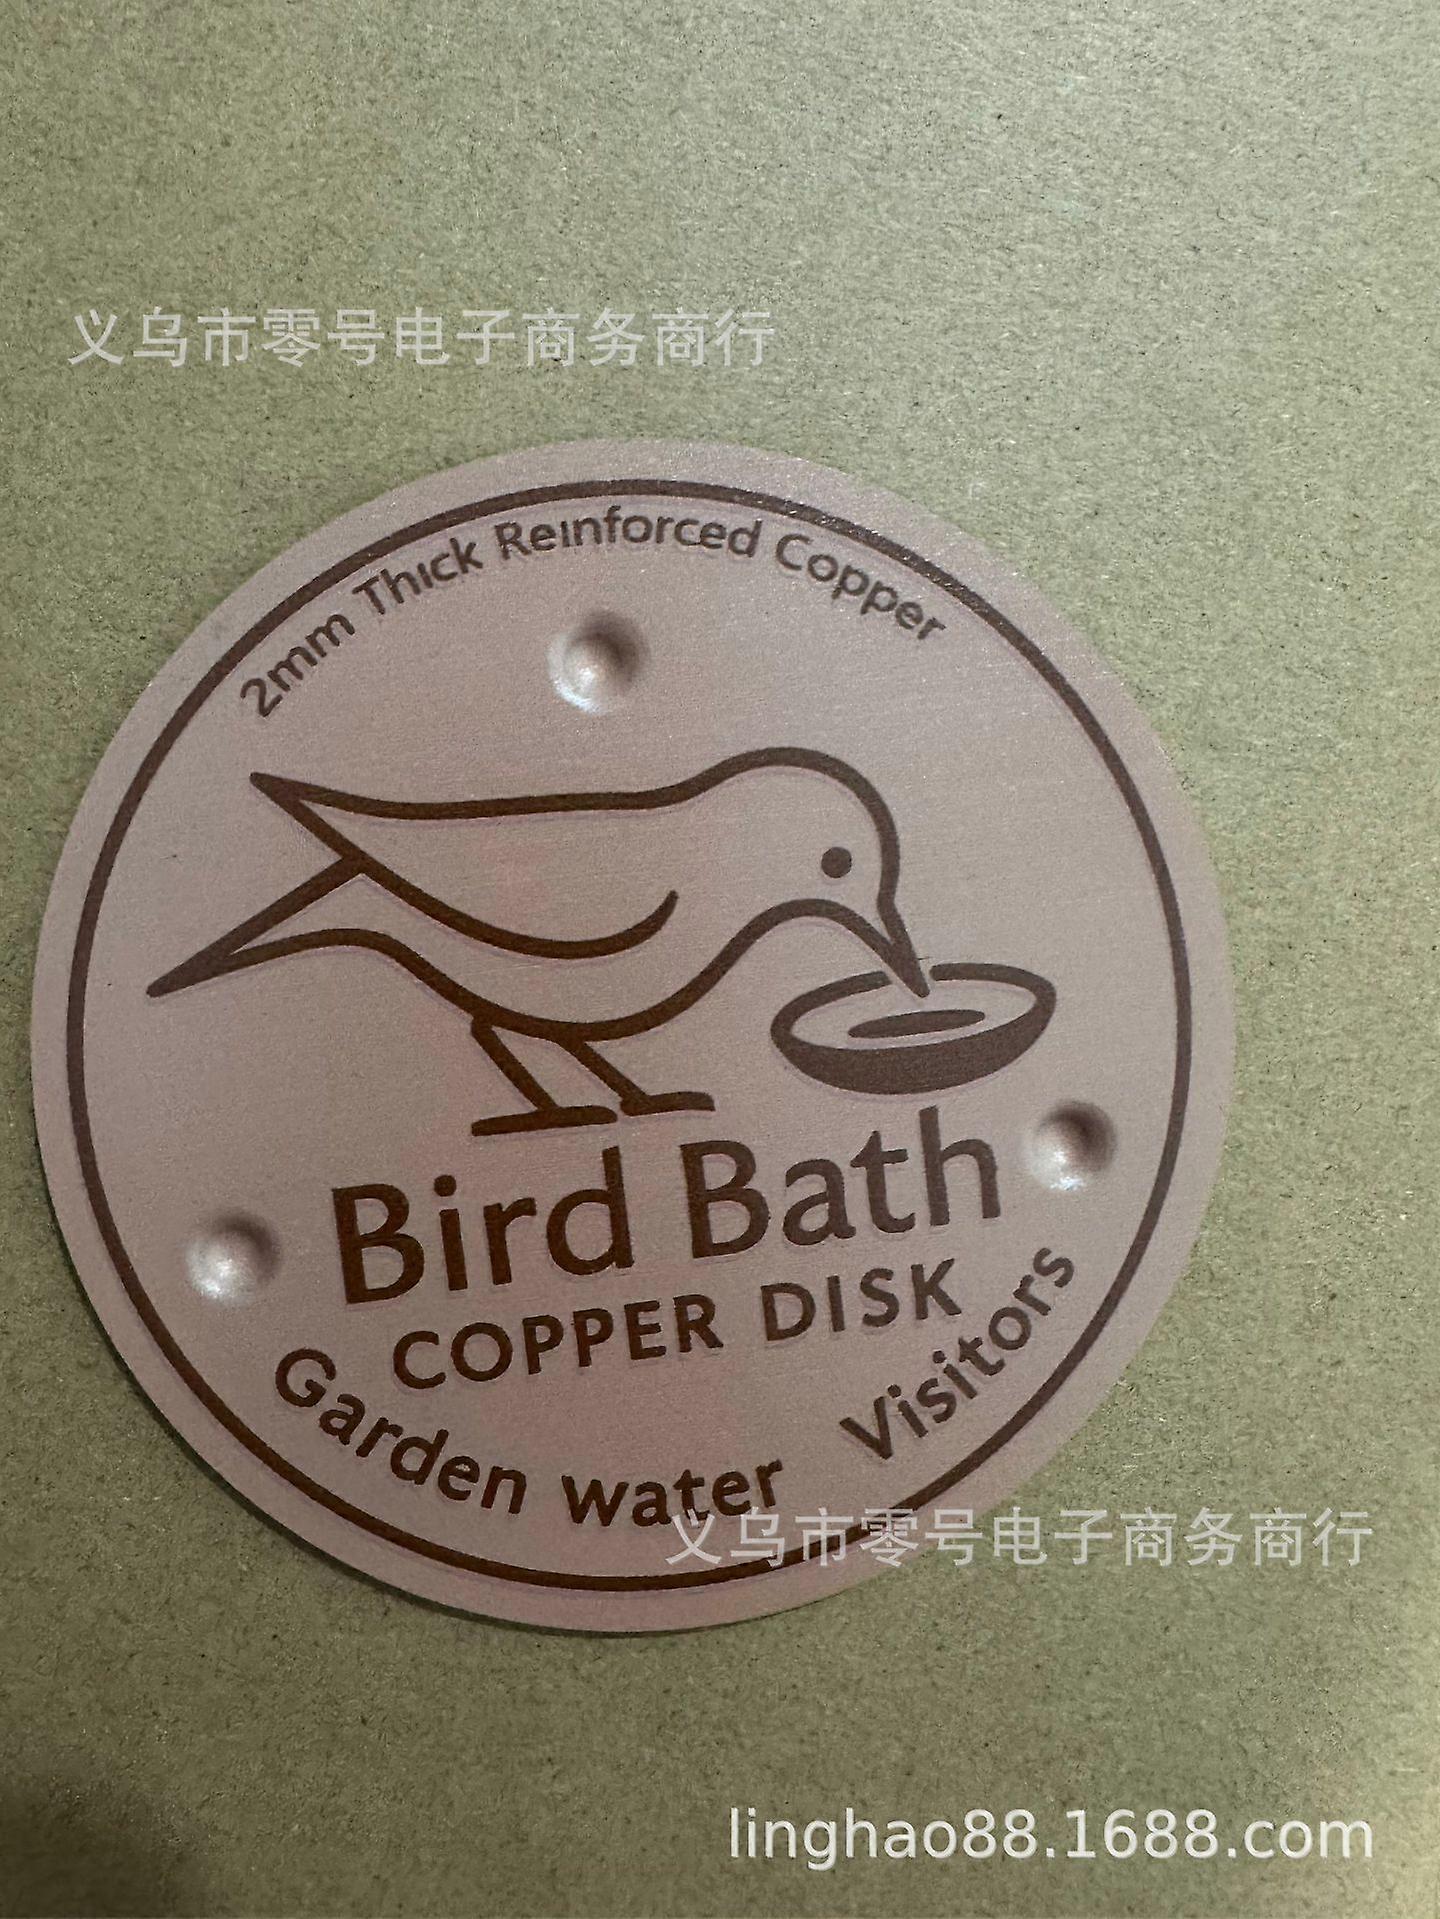 义乌市零号电子商务商行
2mm Thick Reinforced Copper
Bird Bath
COPPER DISK
Garden water Visitors
义乌市零号电子商务商行
linghao88.1688.com